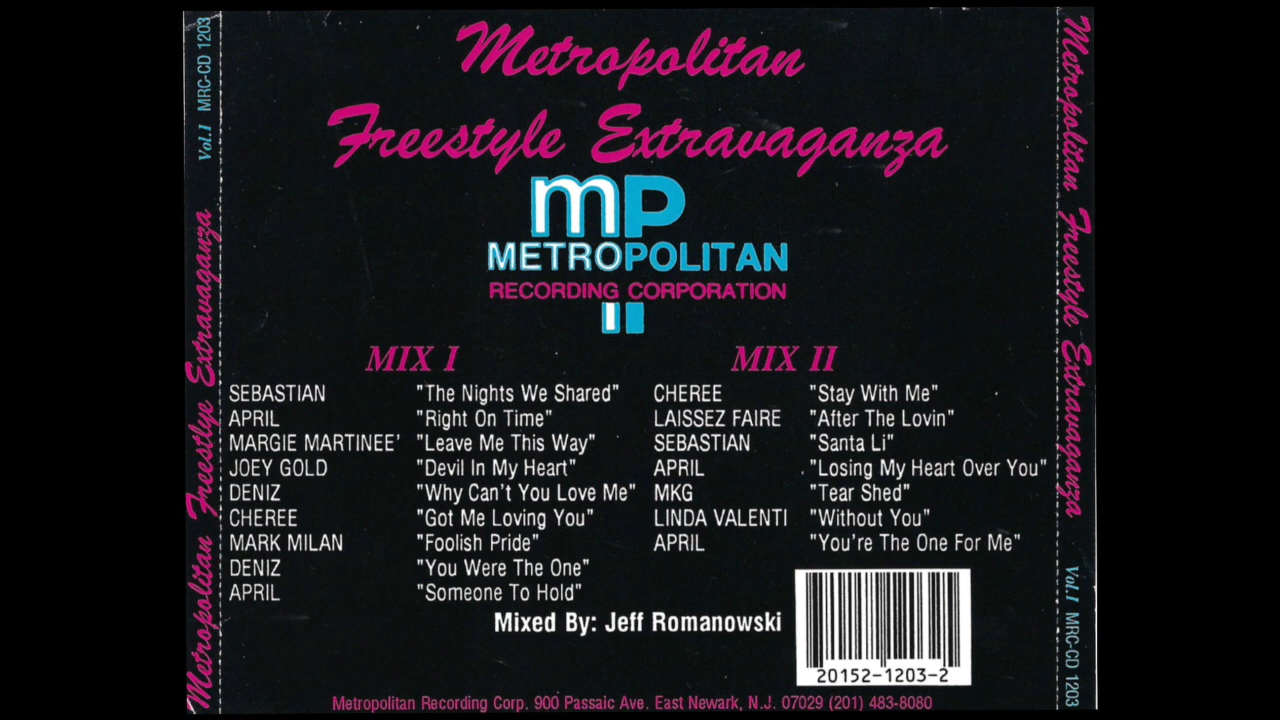 Metropolitan
Freestyle Extravaganza
mp
METROPOLITAN
RECORDING CORPORATION
MIX I
SEBASTIAN "The Nights We Shared"
APRIL "Right On Time"
MARGIE MARTINEE' "Leave Me This Way"
JOEY GOLD "Devil In My Heart"
DENIZ "Why Can't You Love Me"
CHEREE "Got Me Loving You"
MARK MILAN "Foolish Pride"
DENIZ "You Were The One"
APRIL "Someone To Hold"
MIX II
CHEREE "Stay With Me"
LAISSEZ FAIRE "After The Lovin"
SEBASTIAN "Santa Li"
APRIL "Losing My Heart Over You"
MKG "Tear Shed"
LINDA VALENTI "Without You"
APRIL "You're The One For Me"
Mixed By: Jeff Romanowski
20152-1203-2
Metropolitan Recording Corp. 900 Passaic Ave. East Newark, N.J. 07029 (201) 483-8080
Metropolitan Freestlye Extravaganza Vol.I MRC-CD 1203
Metropolitan Freestyle Extravaganza Vol.I MRC-CD 1203